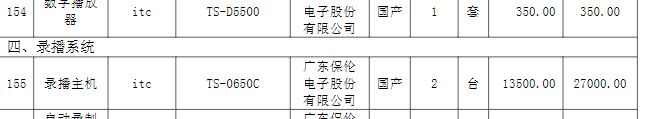 154 数字播放器 itc TS-D5500 电子股份有限公司 国产 1 套 350.00 350.00
四、录播系统
155 录播主机 itc TS-0650C 广东保伦电子股份有限公司 国产 2 台 13500.00 27000.00